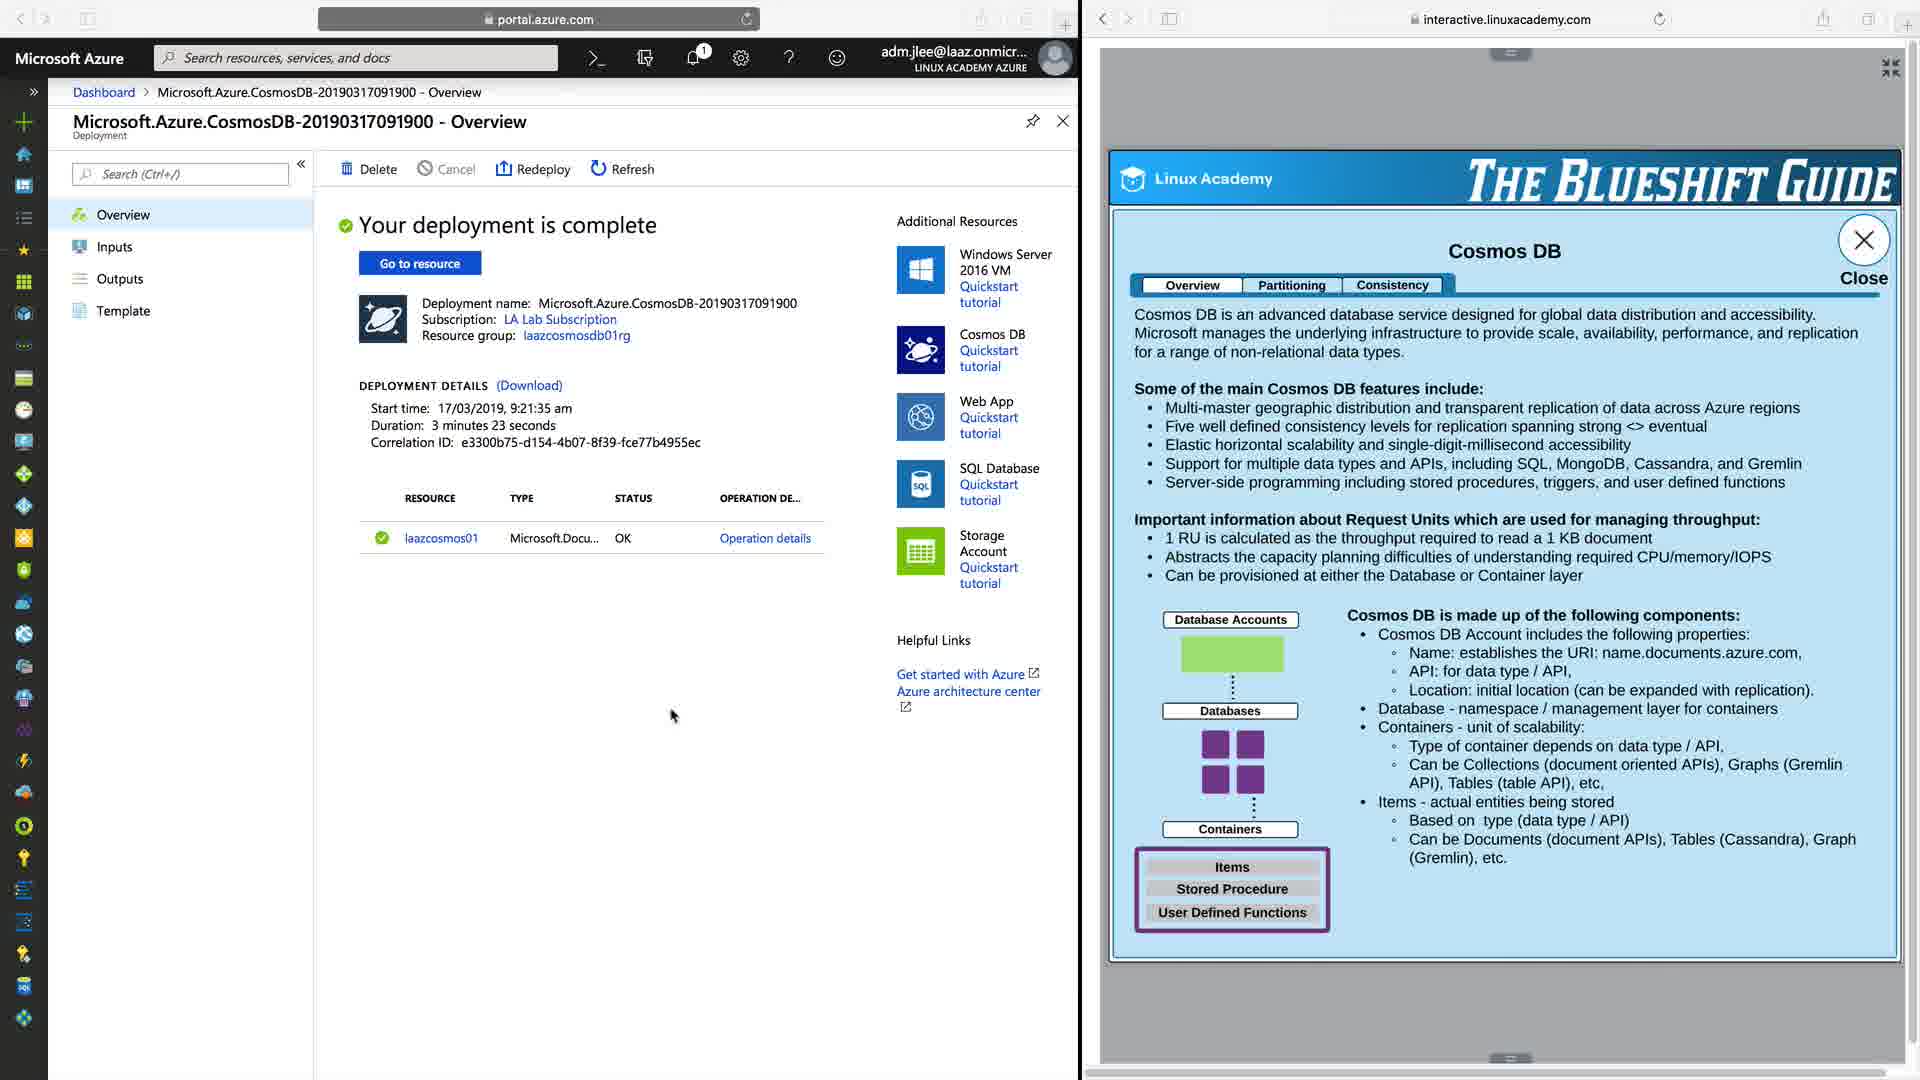 portal.azure.com
Microsoft Azure
Search resources, services, and docs
1
adm.jlee@laaz.onmicr...
LINUX ACADEMY AZURE
Dashboard > Microsoft.Azure.CosmosDB-20190317091900 - Overview
Microsoft.Azure.CosmosDB-20190317091900 - Overview
Deployment
Search (Ctrl+/)
Overview
Inputs
Outputs
Template
Delete
Cancel
Redeploy
Refresh
Your deployment is complete
Go to resource
Deployment name: Microsoft.Azure.CosmosDB-20190317091900
Subscription: LA Lab Subscription
Resource group: laazcosmosdb01rg
DEPLOYMENT DETAILS (Download)
Start time: 17/03/2019, 9:21:35 am
Duration: 3 minutes 23 seconds
Correlation ID: e3300b75-d154-4b07-8f39-fce77b4955ec
RESOURCE TYPE STATUS OPERATION DE...
laazcosmos01 Microsoft.Docu... OK Operation details
Additional Resources
Windows Server
2016 VM
Quickstart
tutorial
Cosmos DB
Quickstart
tutorial
Web App
Quickstart
tutorial
SQL
SQL Database
Quickstart
tutorial
Storage
Account
Quickstart
tutorial
Helpful Links
Get started with Azure
Azure architecture center
interactive.linuxacademy.com
Linux Academy
THE BLUESHIFT GUIDE
Cosmos DB
Close
Overview Partitioning Consistency
Cosmos DB is an advanced database service designed for global data distribution and accessibility.
Microsoft manages the underlying infrastructure to provide scale, availability, performance, and replication
for a range of non-relational data types.
Some of the main Cosmos DB features include:
• Multi-master geographic distribution and transparent replication of data across Azure regions
• Five well defined consistency levels for replication spanning strong <> eventual
• Elastic horizontal scalability and single-digit-millisecond accessibility
• Support for multiple data types and APIs, including SQL, MongoDB, Cassandra, and Gremlin
• Server-side programming including stored procedures, triggers, and user defined functions
Important information about Request Units which are used for managing throughput:
• 1 RU is calculated as the throughput required to read a 1 KB document
• Abstracts the capacity planning difficulties of understanding required CPU/memory/IOPS
• Can be provisioned at either the Database or Container layer
Database Accounts
Databases
Containers
Items
Stored Procedure
User Defined Functions
Cosmos DB is made up of the following components:
• Cosmos DB Account includes the following properties:
◦ Name: establishes the URI: name.documents.azure.com,
◦ API: for data type / API,
◦ Location: initial location (can be expanded with replication).
• Database - namespace / management layer for containers
• Containers - unit of scalability:
◦ Type of container depends on data type / API,
◦ Can be Collections (document oriented APIs), Graphs (Gremlin
API), Tables (table API), etc,
• Items - actual entities being stored
◦ Based on type (data type / API)
◦ Can be Documents (document APIs), Tables (Cassandra), Graph
(Gremlin), etc.